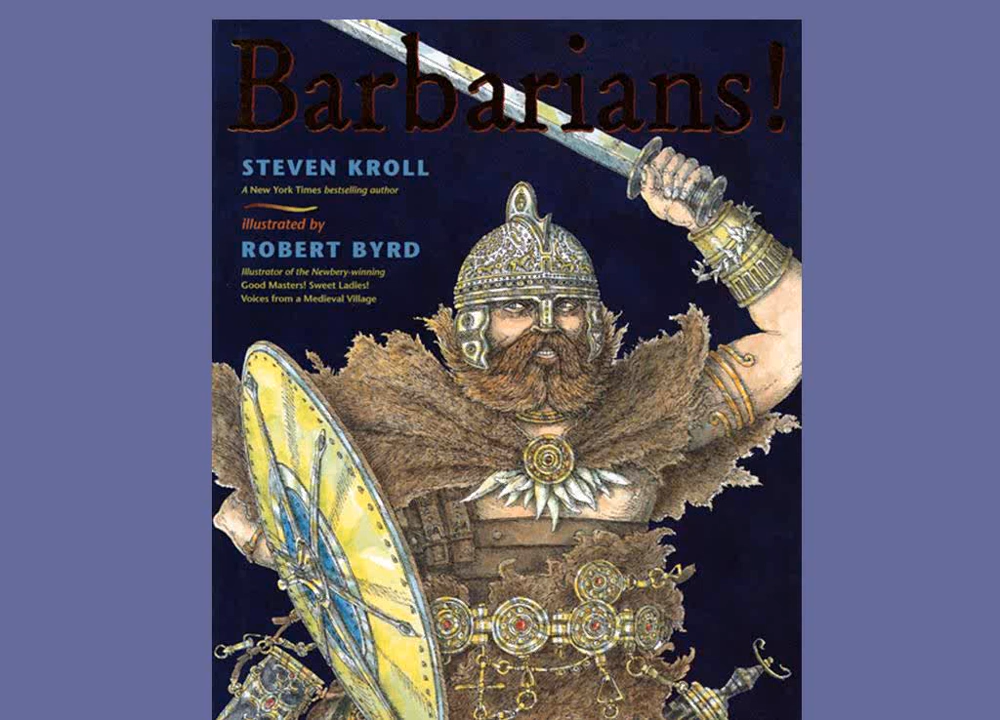 Barbarians!
STEVEN KROLL
A New York Times bestselling author
illustrated by
ROBERT BYRD
Illustrator of the Newbery-winning
Good Masters! Sweet Ladies!
Voices from a Medieval Village